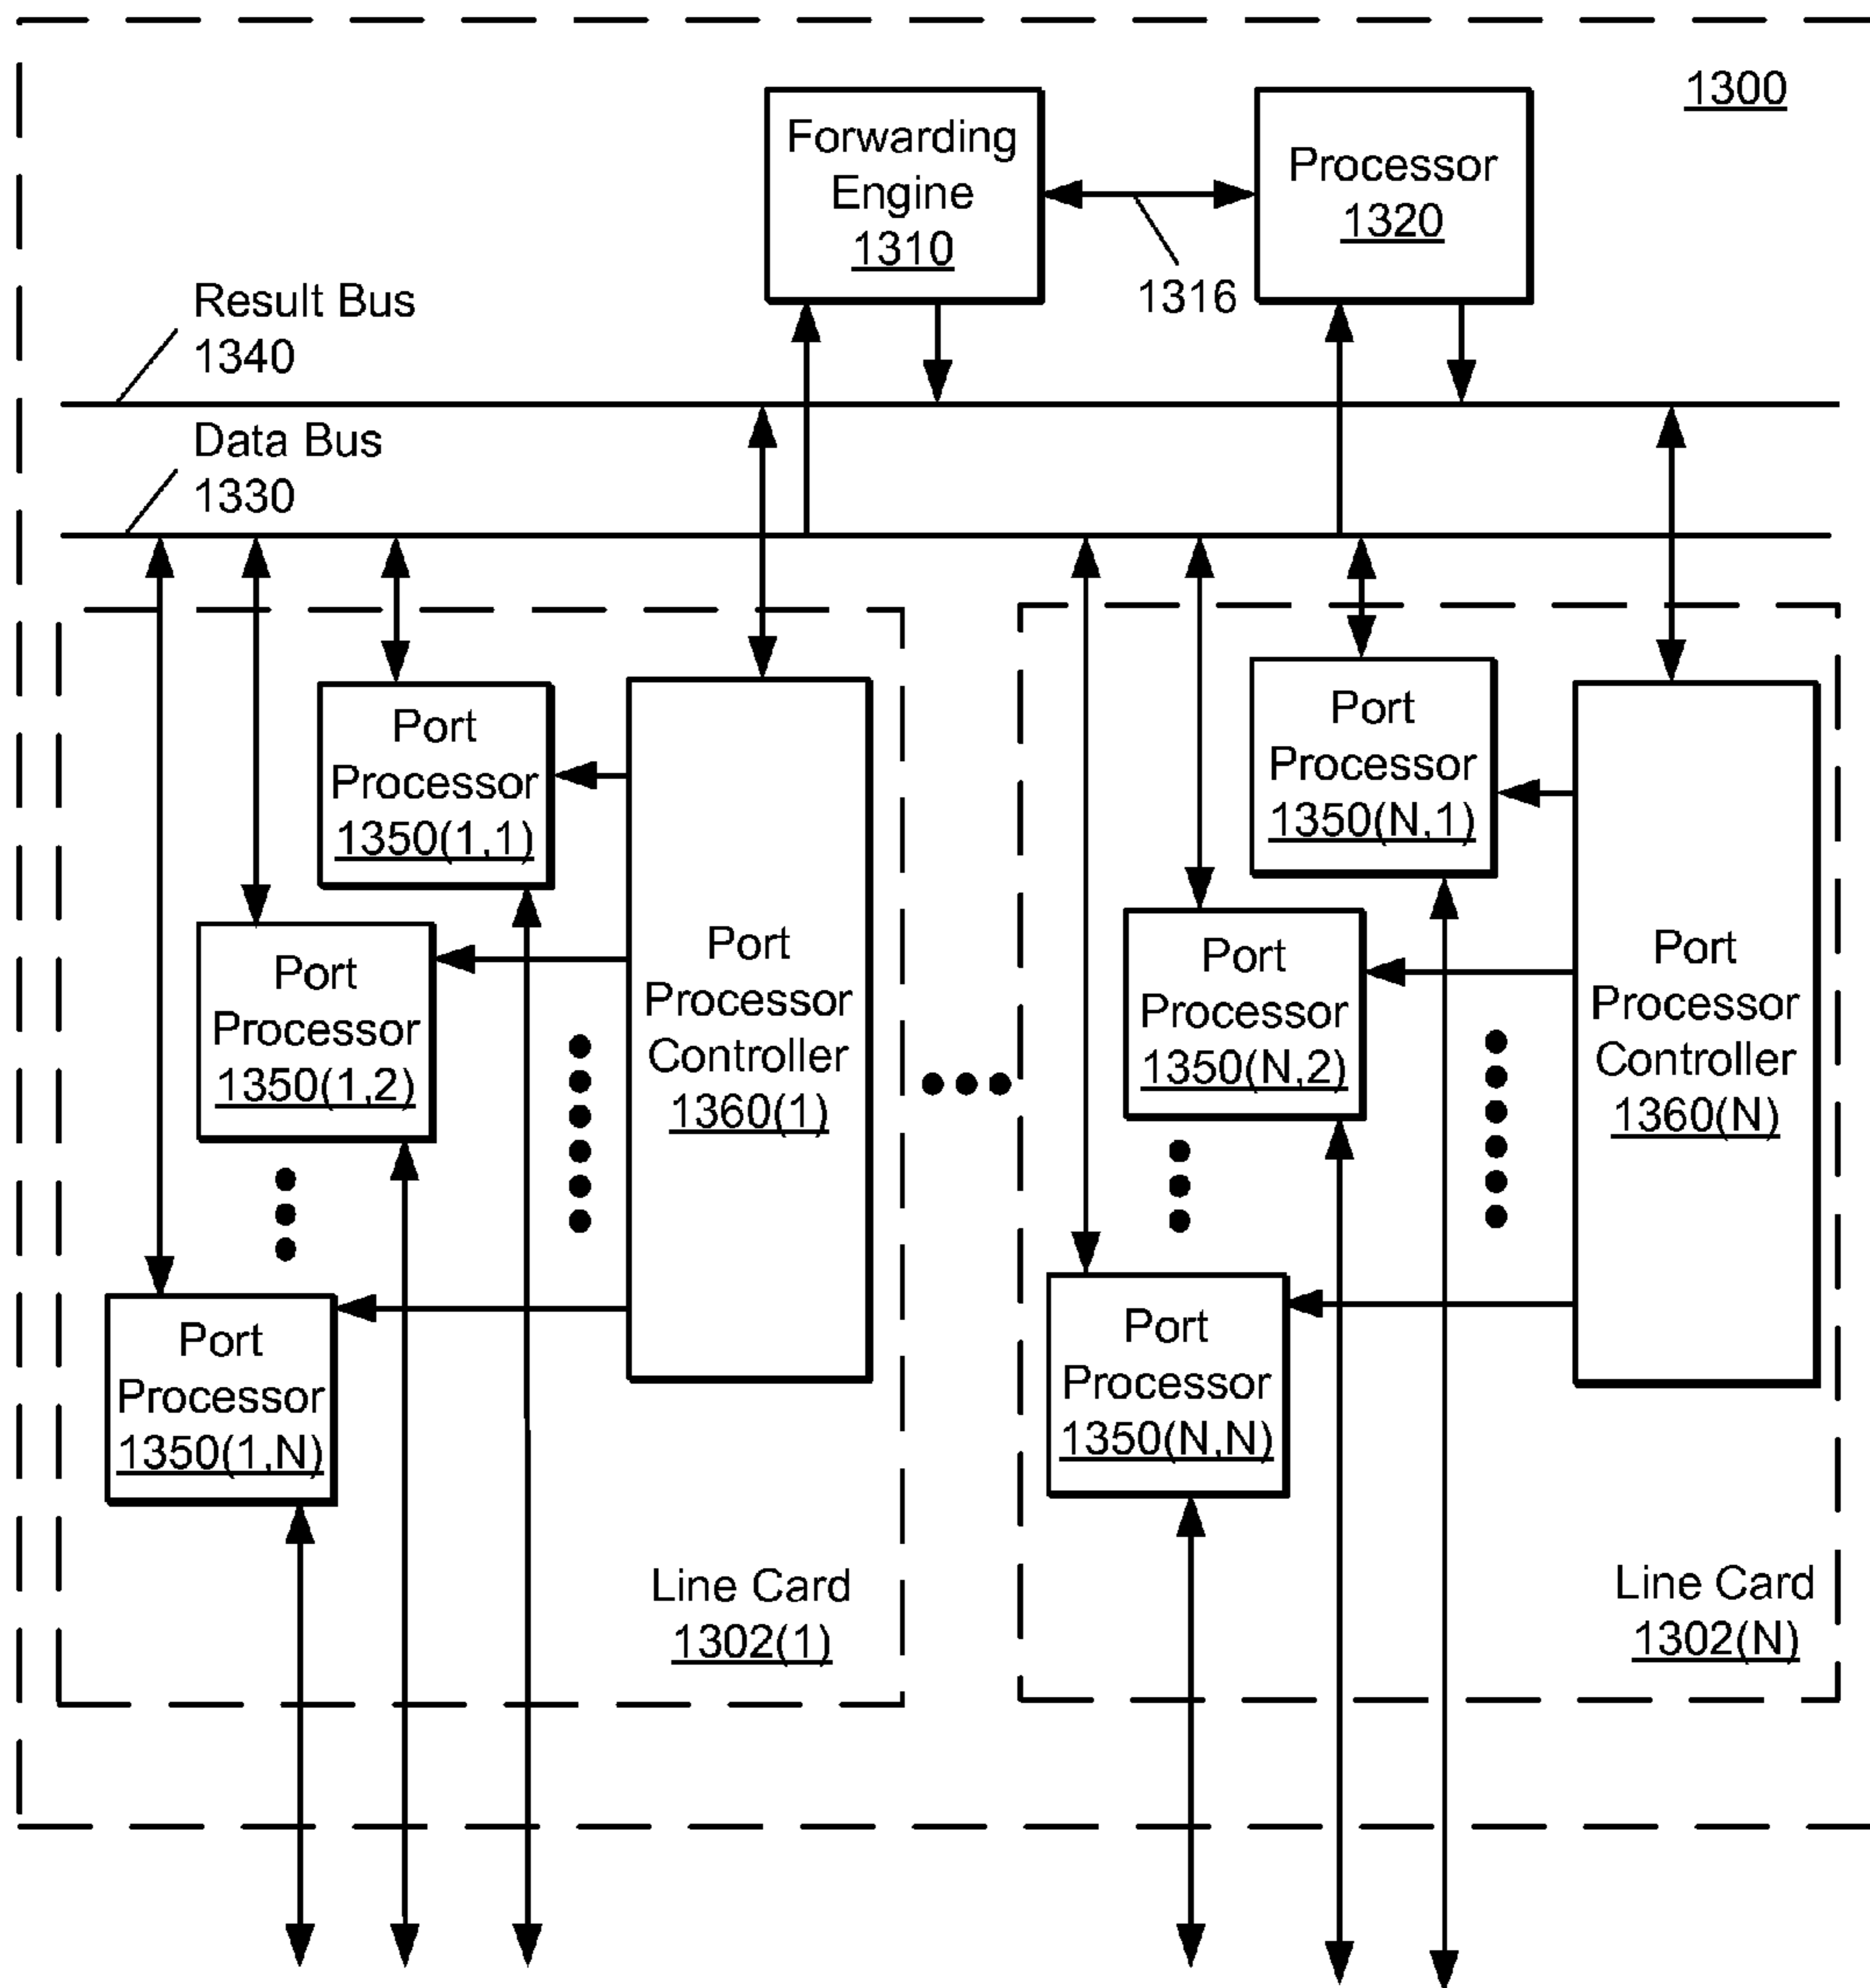 1300
Forwarding
Engine
1310
Processor
1320
1316
Result Bus
1340
Data Bus
1330
Port
Processor
1350(1,1)
Port
Processor
1350(1,2)
Port
Processor
1350(1,N)
Port
Processor
Controller
1360(1)
Line Card
1302(1)
Port
Processor
1350(N,1)
Port
Processor
1350(N,2)
Port
Processor
1350(N,N)
Port
Processor
Controller
1360(N)
Line Card
1302(N)